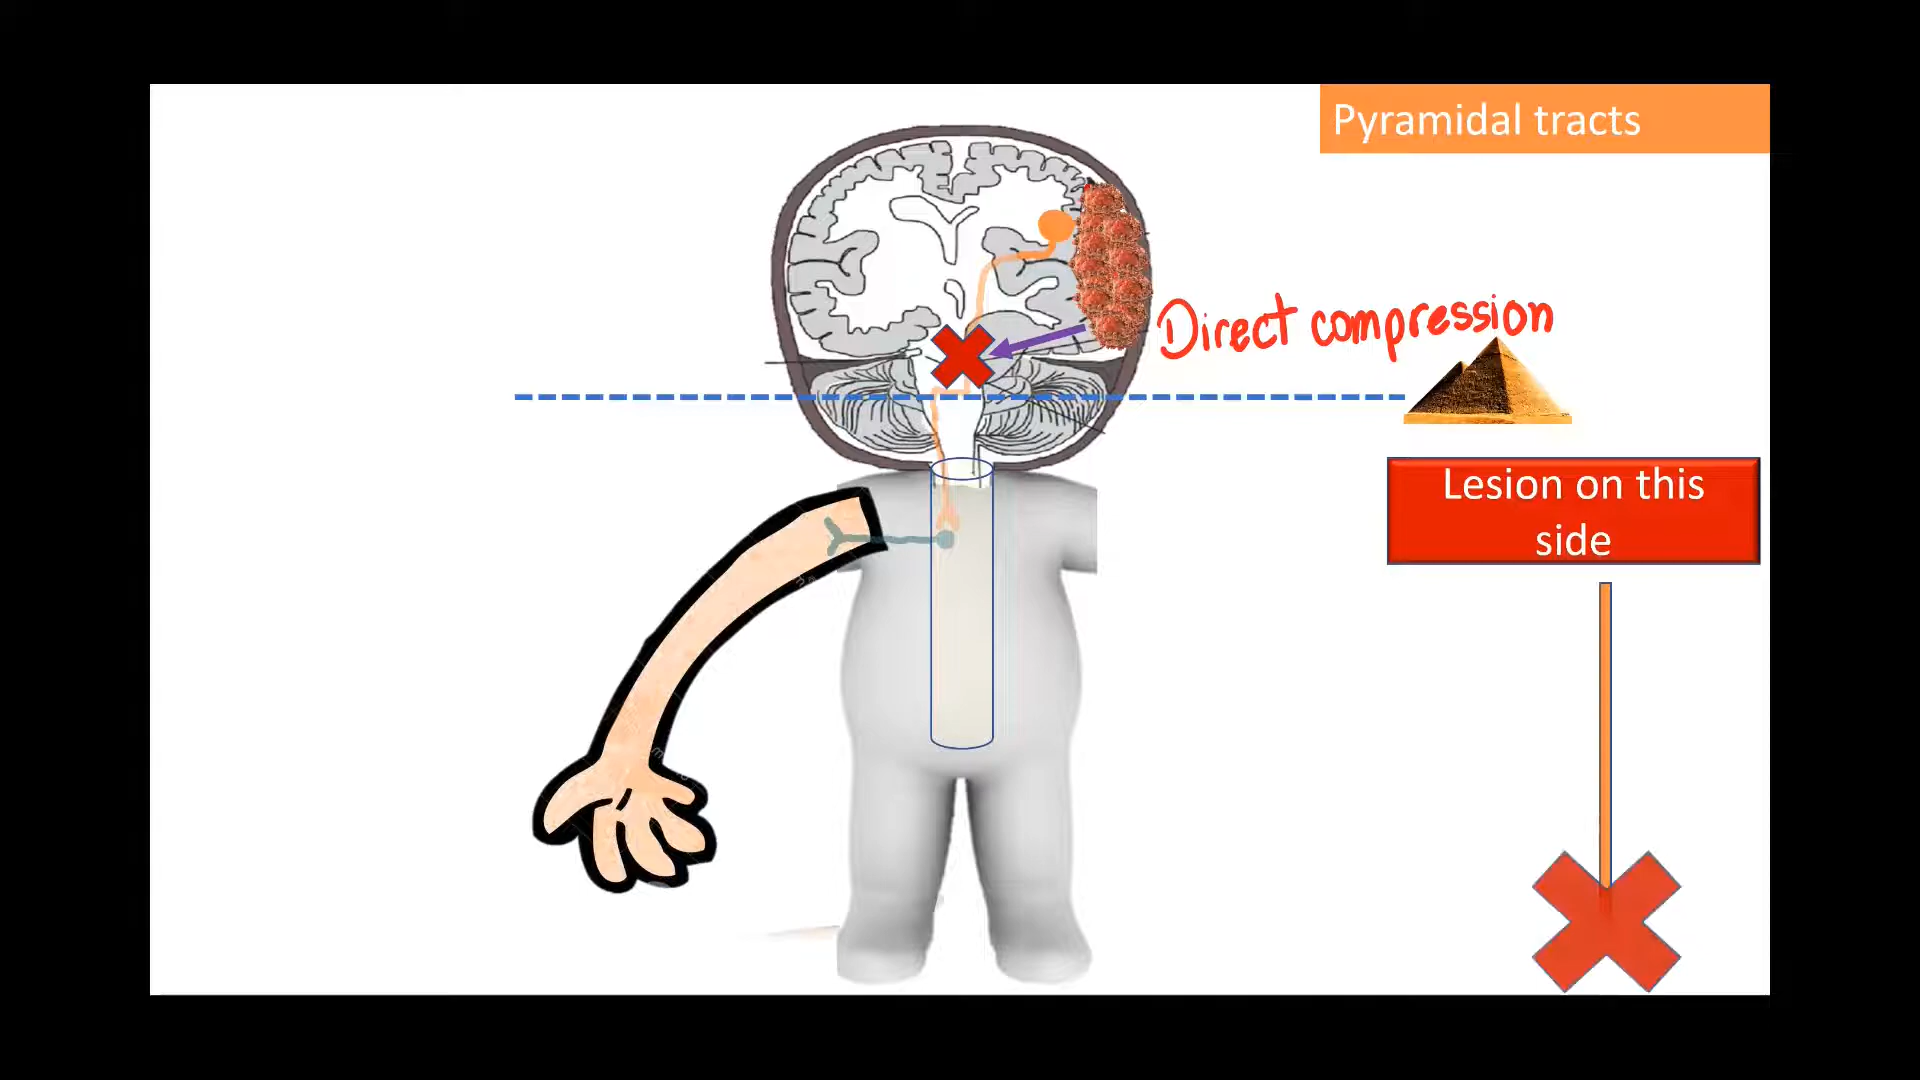 Pyramidal tracts
Direct compression
Lesion on this
side